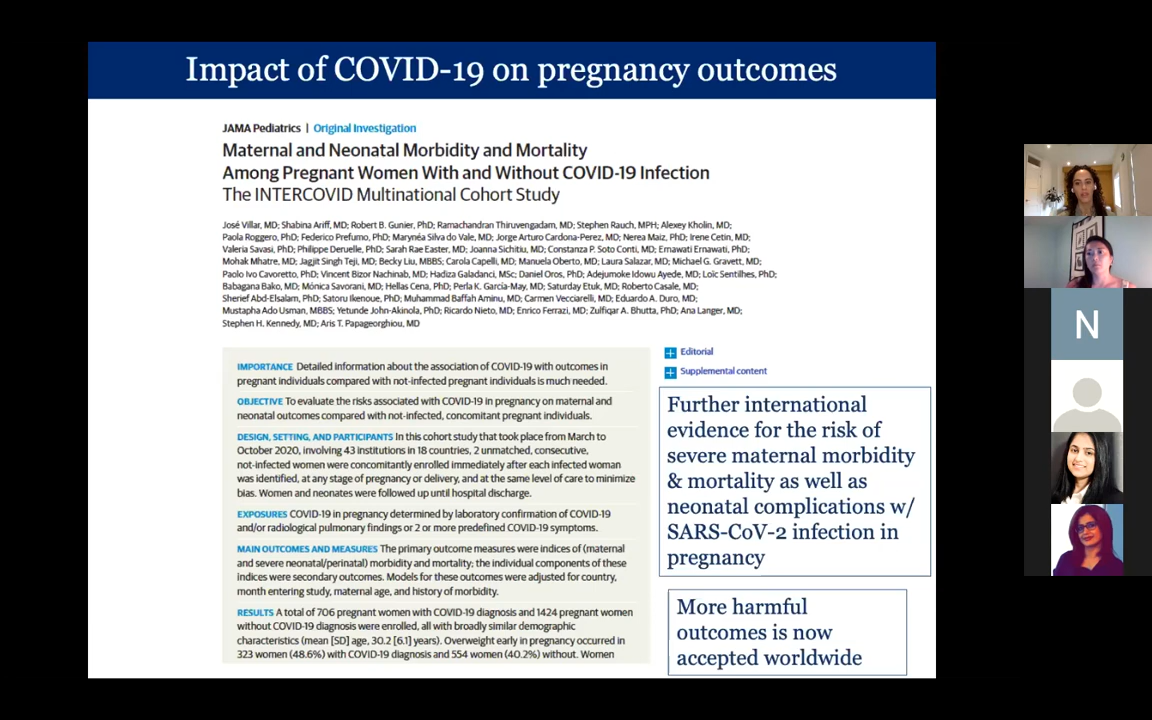 Impact of COVID-19 on pregnancy outcomes
JAMA Pediatrics | Original Investigation
Maternal and Neonatal Morbidity and Mortality
Among Pregnant Women With and Without COVID-19 Infection
The INTERCOVID Multinational Cohort Study
José Villar, MD; Shabina Ariff, MD; Robert B. Gunier, PhD; Ramachandran Thiruvengadam, MD; Stephen Rauch, MPH; Alexey Kholin, MD;
Paola Roggero, PhD; Federico Prefumo, PhD; Marynéa Silva do Vale, MD; Jorge Arturo Cardona-Perez, MD; Nerea Maiz, PhD; Irene Cetin, MD;
Valeria Savasi, PhD; Philippe Deruelle, PhD; Sarah Rae Easter, MD; Joanna Sichitiu, MD; Constanza P. Soto Conti, MD; Ernawati Ernawati, PhD;
Mohak Mhatre, MD; Jagjit Singh Teji, MD; Becky Liu, MBBS; Carola Capelli, MD; Manuela Oberto, MD; Laura Salazar, MD; Michael G. Gravett, MD;
Paolo Ivo Cavoretto, PhD; Vincent Bizor Nachinab, MD; Hadiza Galadanci, MSc; Daniel Oros, PhD; Adejumoke Idowu Ayede, MD; Loïc Sentilhes, PhD;
Babagana Bako, MD; Mónica Savorani, MD; Hellas Cena, PhD; Perla K. García-May, MD; Saturday Etuk, MD; Roberto Casale, MD;
Sherief Abd-Elsalam, PhD; Satoru Ikenoue, PhD; Muhammad Baffah Aminu, MD; Carmen Vecciarelli, MD; Eduardo A. Duro, MD;
Mustapha Ado Usman, MBBS; Yetunde John-Akinola, PhD; Ricardo Nieto, MD; Enrico Ferrazi, MD; Zulfiqar A. Bhutta, PhD; Ana Langer, MD;
Stephen H. Kennedy, MD; Aris T. Papageorghiou, MD
IMPORTANCE Detailed information about the association of COVID-19 with outcomes in
pregnant individuals compared with not-infected pregnant individuals is much needed.
OBJECTIVE To evaluate the risks associated with COVID-19 in pregnancy on maternal and
neonatal outcomes compared with not-infected, concomitant pregnant individuals.
DESIGN, SETTING, AND PARTICIPANTS In this cohort study that took place from March to
October 2020, involving 43 institutions in 18 countries, 2 unmatched, consecutive,
not-infected women were concomitantly enrolled immediately after each infected woman
was identified, at any stage of pregnancy or delivery, and at the same level of care to minimize
bias. Women and neonates were followed up until hospital discharge.
EXPOSURES COVID-19 in pregnancy determined by laboratory confirmation of COVID-19
and/or radiological pulmonary findings or 2 or more predefined COVID-19 symptoms.
MAIN OUTCOMES AND MEASURES The primary outcome measures were indices of (maternal
and severe neonatal/perinatal) morbidity and mortality; the individual components of these
indices were secondary outcomes. Models for these outcomes were adjusted for country,
month entering study, maternal age, and history of morbidity.
RESULTS A total of 706 pregnant women with COVID-19 diagnosis and 1424 pregnant women
without COVID-19 diagnosis were enrolled, all with broadly similar demographic
characteristics (mean [SD] age, 30.2 [6.1] years). Overweight early in pregnancy occurred in
323 women (48.6%) with COVID-19 diagnosis and 554 women (40.2%) without. Women
Editorial
Supplemental content
Further international
evidence for the risk of
severe maternal morbidity
& mortality as well as
neonatal complications w/
SARS-CoV-2 infection in
pregnancy
More harmful
outcomes is now
accepted worldwide
N